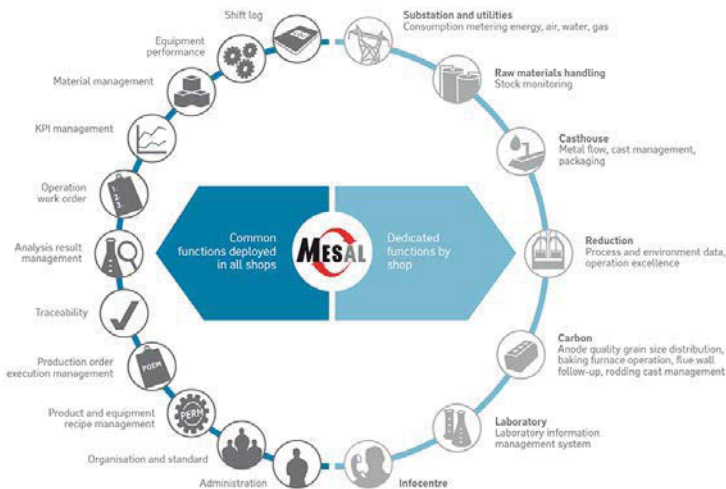 Shift log
Equipment
performance
Material management
KPI management
Operation
work order
Analysis result
management
Traceability
Production order
execution management
Product and equipment
recipe management
Organisation and standard
Administration
POEM
PERM
Common
functions deployed
in all shops
MESAL
Dedicated
functions by
shop
Substation and utilities
Consumption metering energy, air, water, gas
Raw materials handling
Stock monitoring
Casthouse
Metal flow, cast management,
packaging
Reduction
Process and environment data,
operation excellence
Carbon
Anode quality grain size distribution,
baking furnace operation, flue wall
follow-up, rodding cast management
Laboratory
Laboratory information
management system
Infocentre